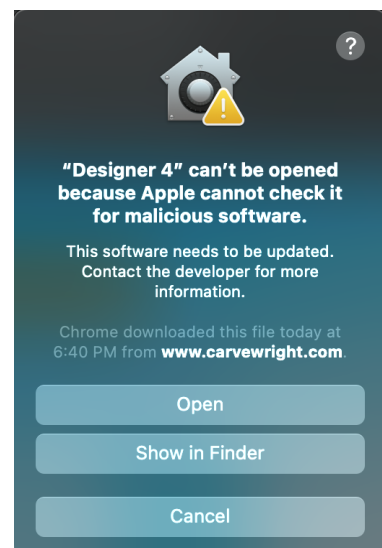 ?
“Designer 4” can’t be opened
because Apple cannot check it
for malicious software.
This software needs to be updated.
Contact the developer for more
information.
Chrome downloaded this file today at
6:40 PM from www.carvewright.com.
Open
Show in Finder
Cancel